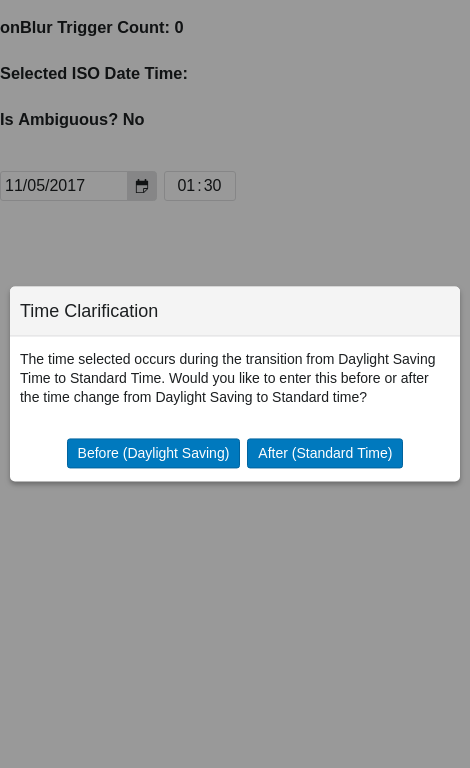 onBlur Trigger Count: 0
Selected ISO Date Time:
Is Ambiguous? No
11/05/2017 01:30
Time Clarification
The time selected occurs during the transition from Daylight Saving
Time to Standard Time. Would you like to enter this before or after
the time change from Daylight Saving to Standard time?
Before (Daylight Saving) After (Standard Time)